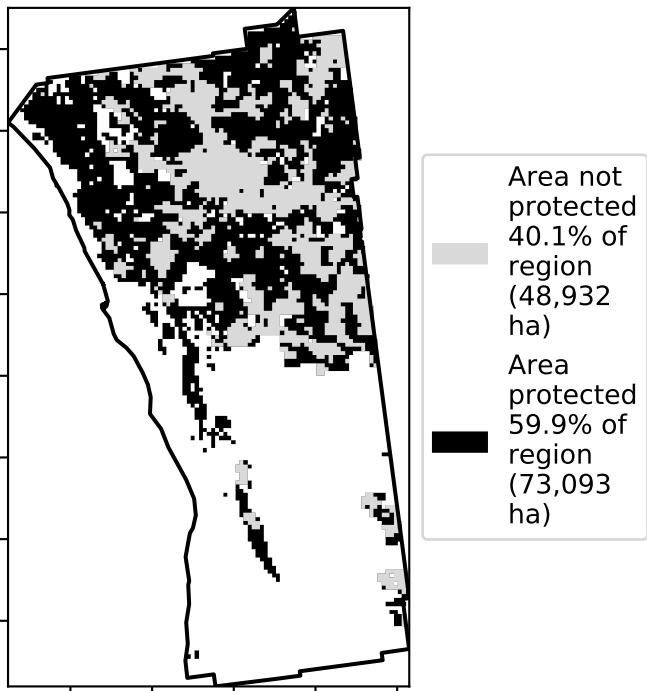 Area not
protected
40.1% of
region
(48,932
ha)
Area
protected
59.9% of
region
(73,093
ha)